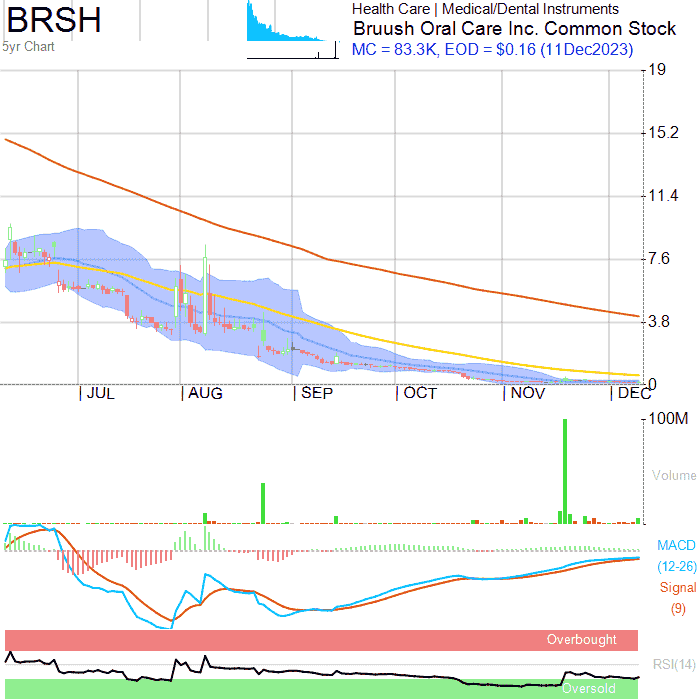 BRSH
5yr Chart
Health Care | Medical/Dental Instruments
Bruush Oral Care Inc. Common Stock
MC = 83.3K, EOD = $0.16 (11Dec2023)
19
15.2
11.4
7.6
3.8
0
JUL
AUG
SEP
OCT
NOV
DEC
100M
Volume
MACD
(12-26)
Signal
(9)
Overbought
RSI(14)
Oversold